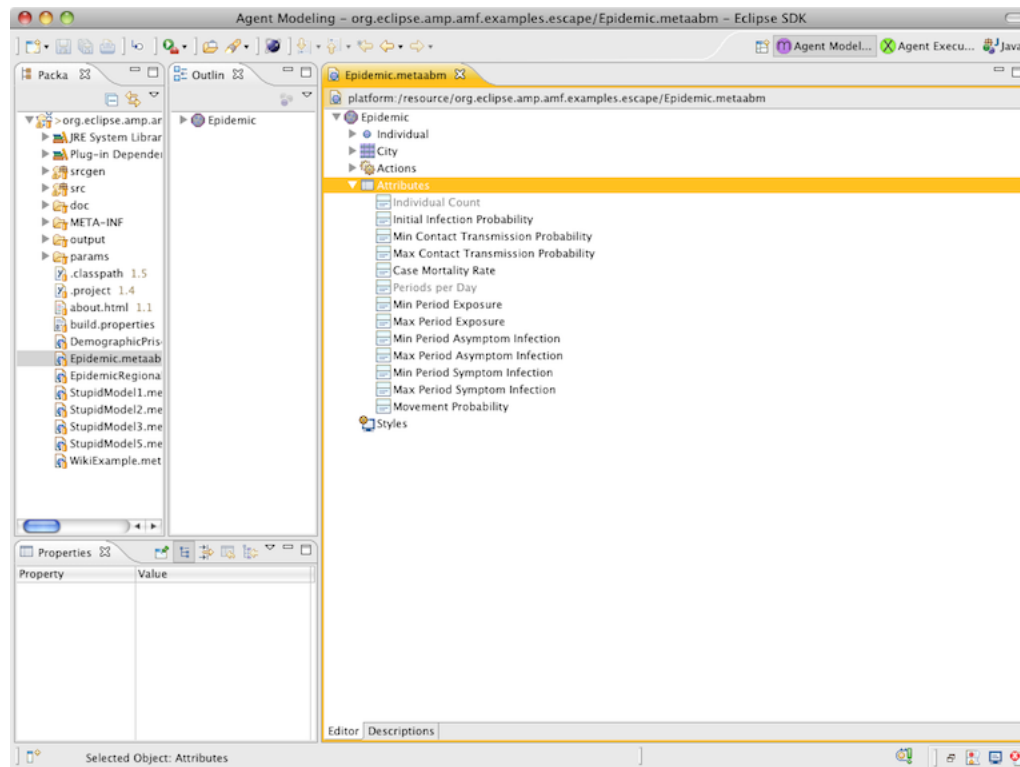 Agent Modeling – org.eclipse.amp.amf.examples.escape/Epidemic.metaabm – Eclipse SDK
Agent Model...
Agent Execu...
Java
Packa
Outlin
>org.eclipse.amp.ar
JRE System Librar
Plug-in Depende
srcgen
src
doc
META-INF
output
params
.classpath 1.5
.project 1.4
about.html 1.1
build.properties
DemographicPris
Epidemic.metaab
EpidemicRegiona
StupidModel1.me
StupidModel2.me
StupidModel3.me
StupidModel5.me
WikiExample.met
Epidemic
Epidemic.metaabm
platform:/resource/org.eclipse.amp.amf.examples.escape/Epidemic.metaabm
Epidemic
Individual
City
Actions
Attributes
Individual Count
Initial Infection Probability
Min Contact Transmission Probability
Max Contact Transmission Probability
Case Mortality Rate
Periods per Day
Min Period Exposure
Max Period Exposure
Min Period Asymptom Infection
Max Period Asymptom Infection
Min Period Symptom Infection
Max Period Symptom Infection
Movement Probability
Styles
Properties
Property Value
Editor Descriptions
Selected Object: Attributes